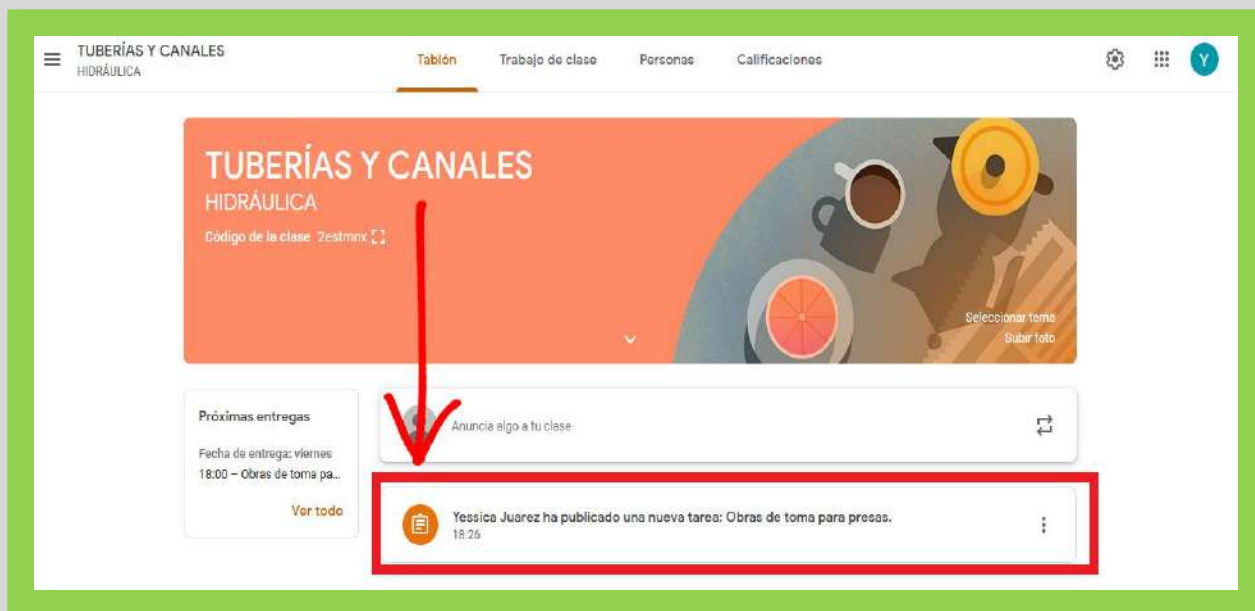 TUBERÍAS Y CANALES
HIDRÁULICA
Tablón Trabajo de clase Personas Calificaciones
Y
TUBERÍAS Y CANALES
HIDRÁULICA
Código de la clase 2estmnx
Seleccionar tema
Subir foto
Próximas entregas
Fecha de entrega: viernes
18:00 – Obras de toma pa...
Ver todo
Anuncia algo a tu clase
Yessica Juarez ha publicado una nueva tarea: Obras de toma para presas.
18:26